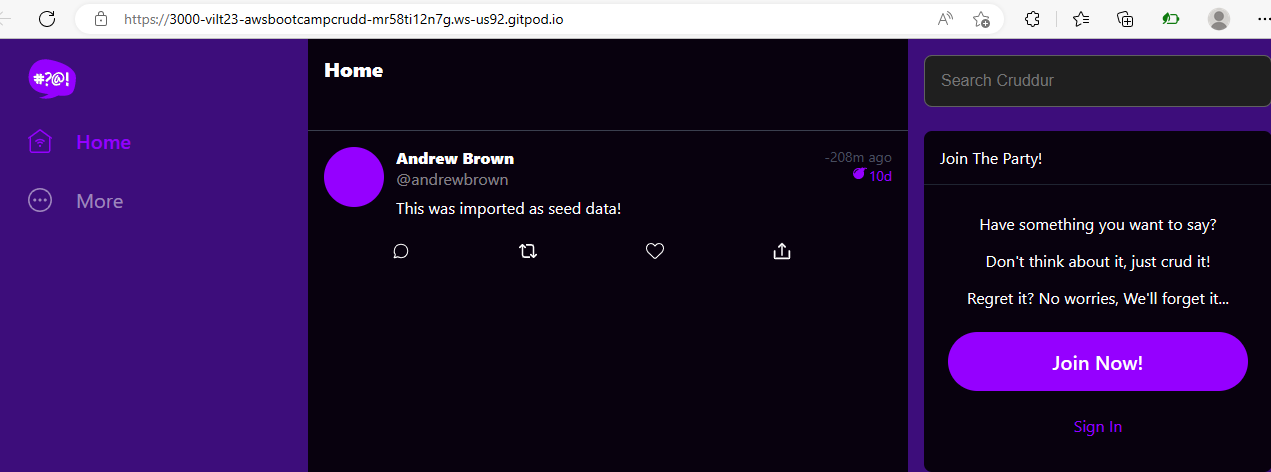 https://3000-vilt23-awsbootcampcrudd-mr58ti12n7g.ws-us92.gitpod.io
#?@!
Home
More
Home
Andrew Brown
-208m ago
@andrewbrown
10d
This was imported as seed data!
Search Cruddur
Join The Party!
Have something you want to say?
Don't think about it, just crud it!
Regret it? No worries, We'll forget it...
Join Now!
Sign In